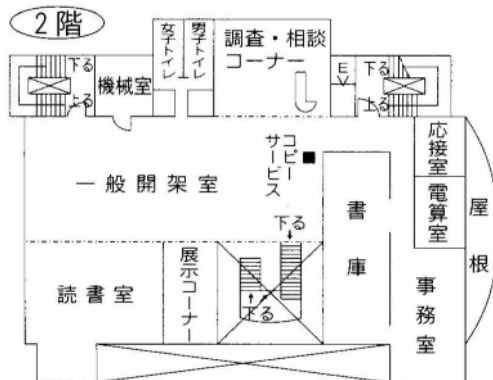 2階
下る
上る
機械室
女子トイレ
男子トイレ
調査・相談
コーナー
EV
下る
上る
応接室
電算室
屋根
コピー
サービス
一般開架室
書庫
下る
読書室
展示コーナー
下る
事務室